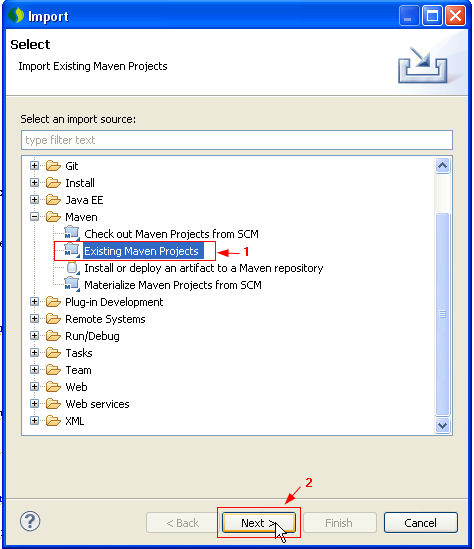 Import
Select
Import Existing Maven Projects
Select an import source:
type filter text
Git
Install
Java EE
Maven
Check out Maven Projects from SCM
Existing Maven Projects
1
Install or deploy an artifact to a Maven repository
Materialize Maven Projects from SCM
Plug-in Development
Remote Systems
Run/Debug
Tasks
Team
Web
Web services
XML
2
< Back
Next >
Finish
Cancel